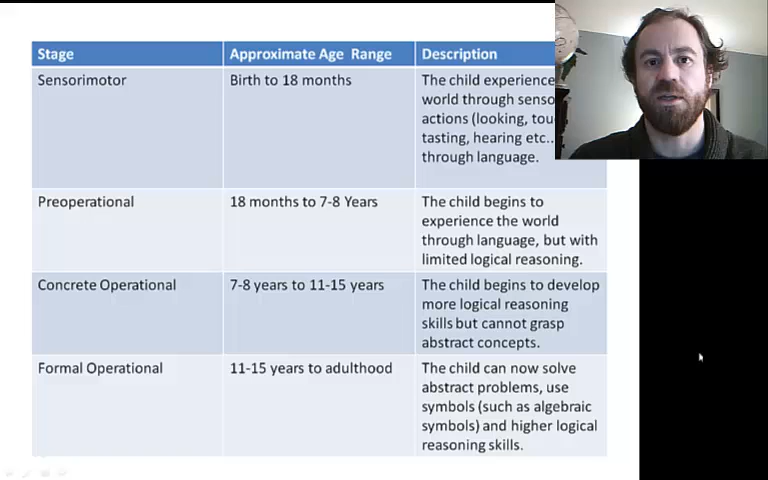 Stage Approximate Age Range Description
Sensorimotor Birth to 18 months The child experience
world through senso
actions (looking, tou
tasting, hearing etc..
through language.
Preoperational 18 months to 7-8 Years The child begins to
experience the world
through language, but with
limited logical reasoning.
Concrete Operational 7-8 years to 11-15 years The child begins to develop
more logical reasoning
skills but cannot grasp
abstract concepts.
Formal Operational 11-15 years to adulthood The child can now solve
abstract problems, use
symbols (such as algebraic
symbols) and higher logical
reasoning skills.